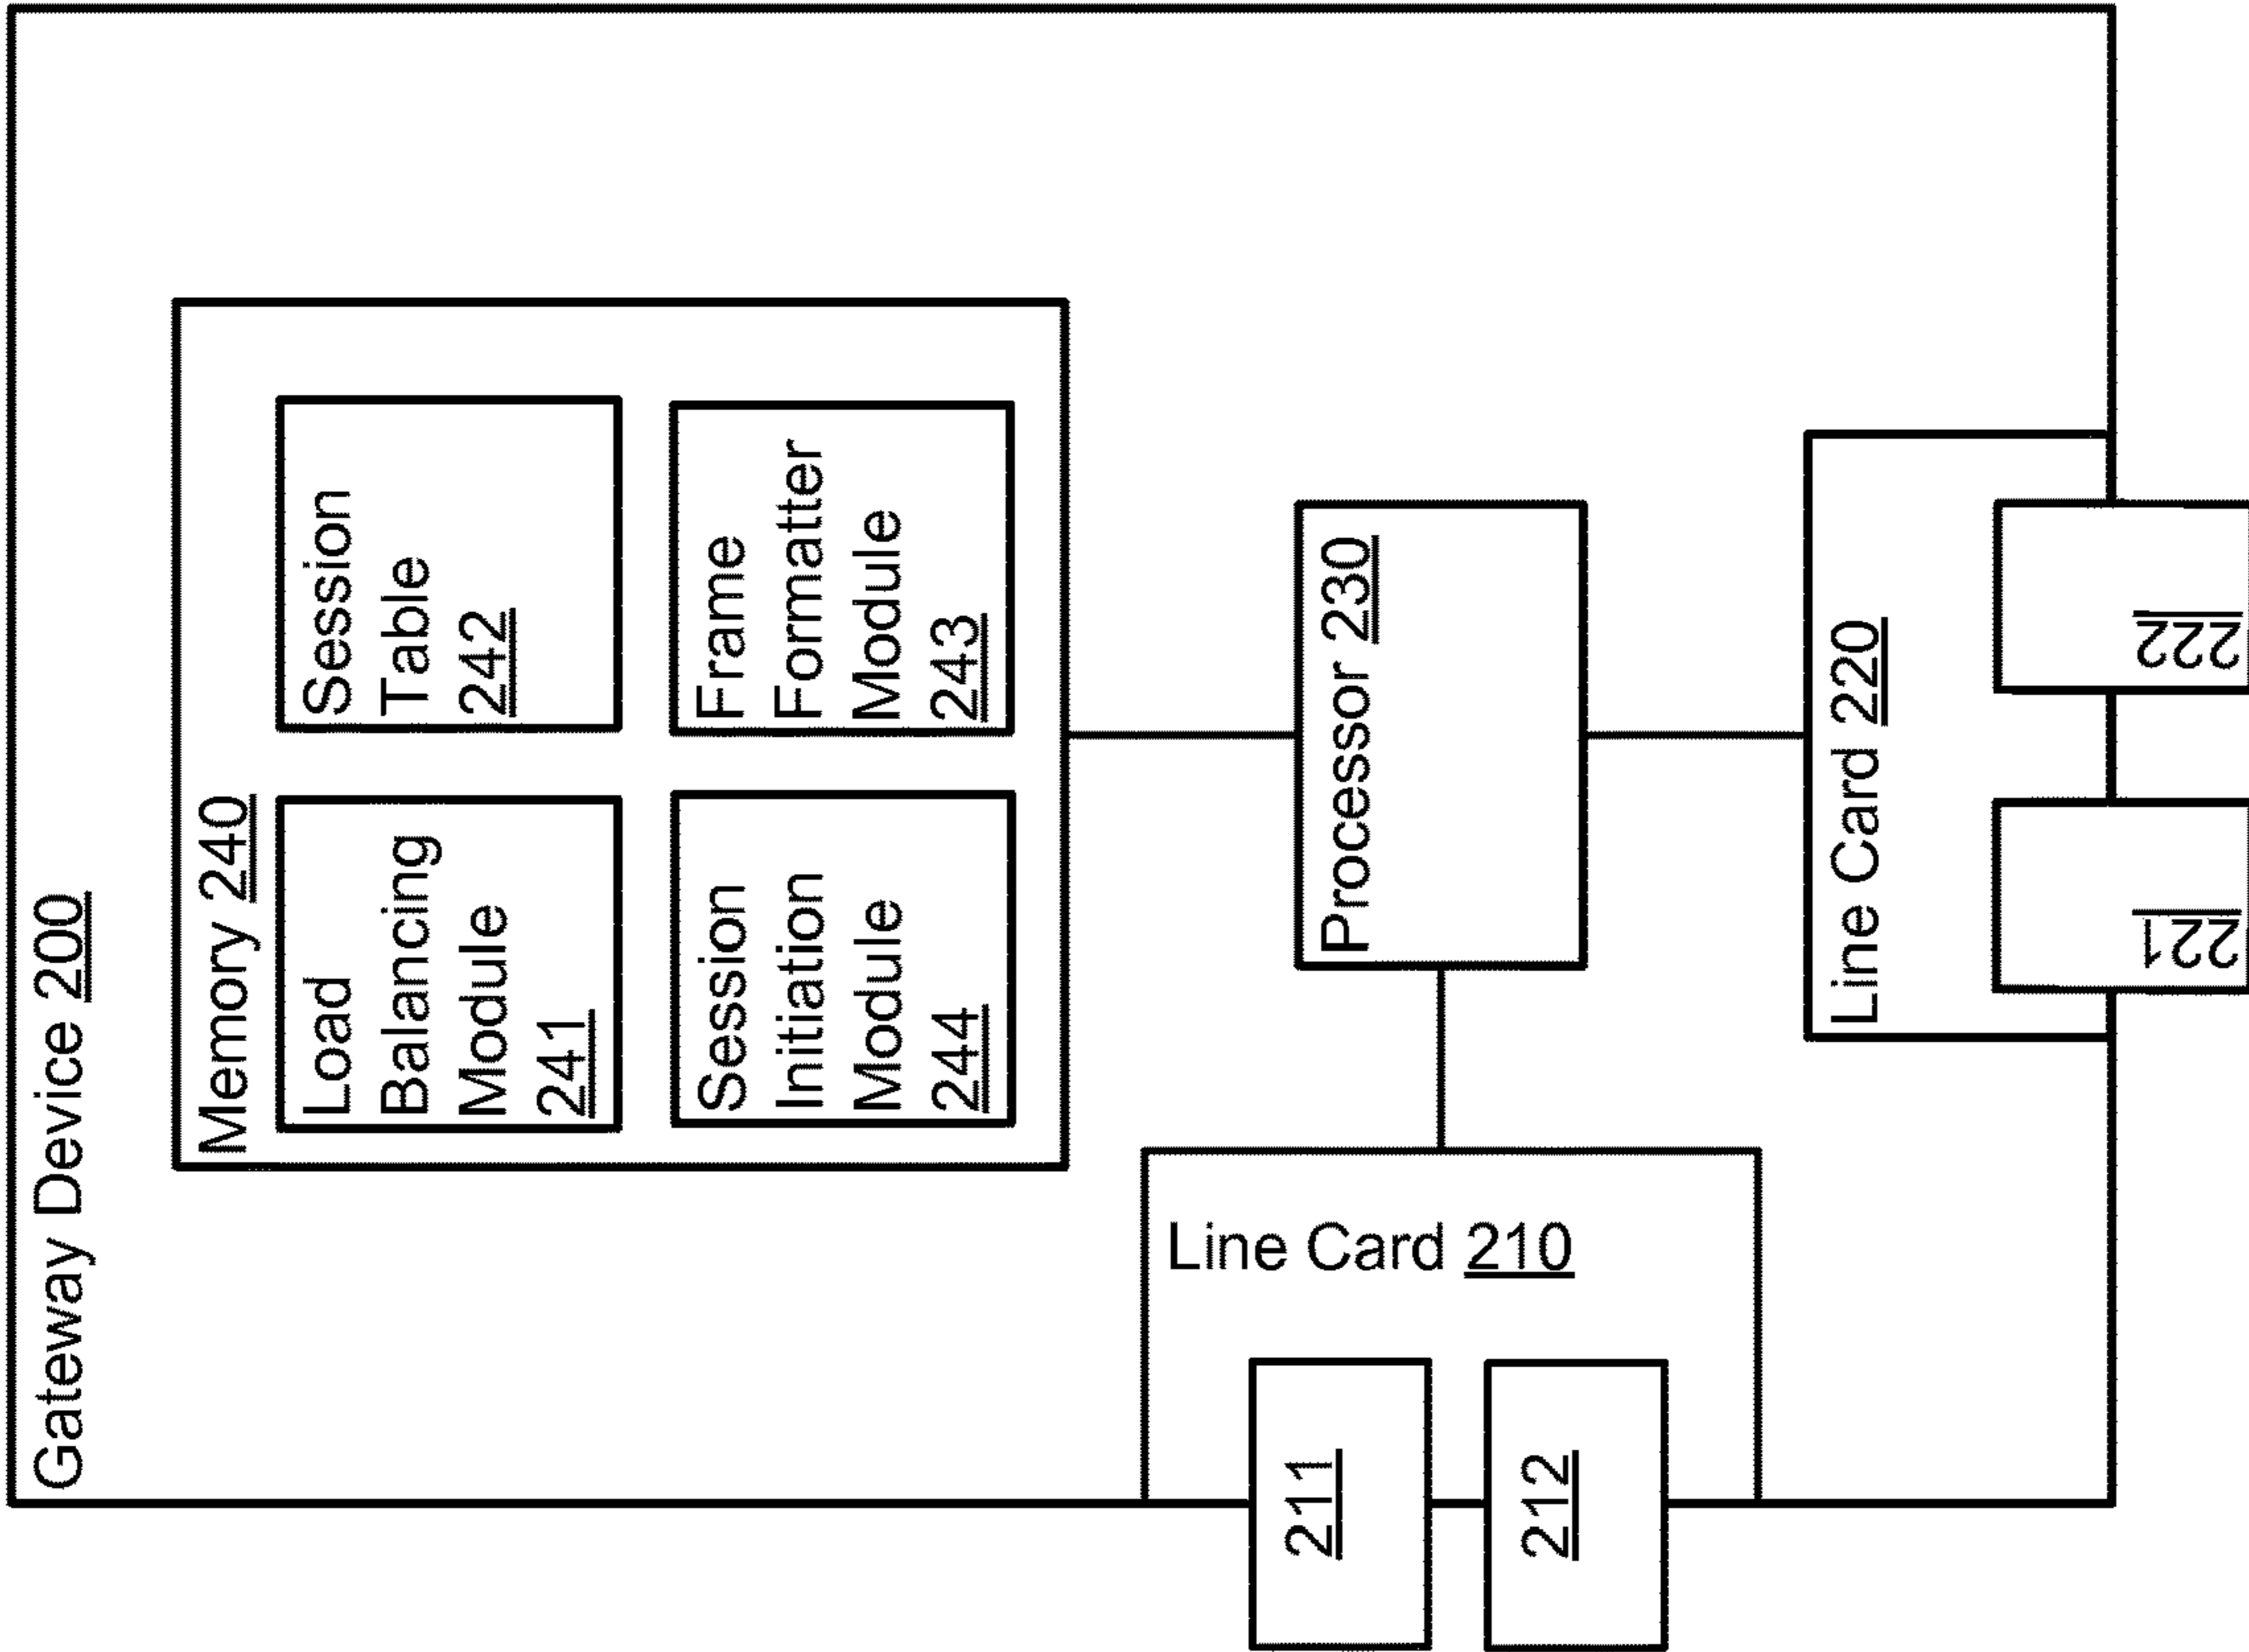 Gateway Device 200
Memory 240
Load
Balancing
Module
241
Session
Table
242
Session
Initiation
Module
244
Frame
Formatter
Module
243
Processor 230
Line Card 210
211
212
Line Card 220
221
222